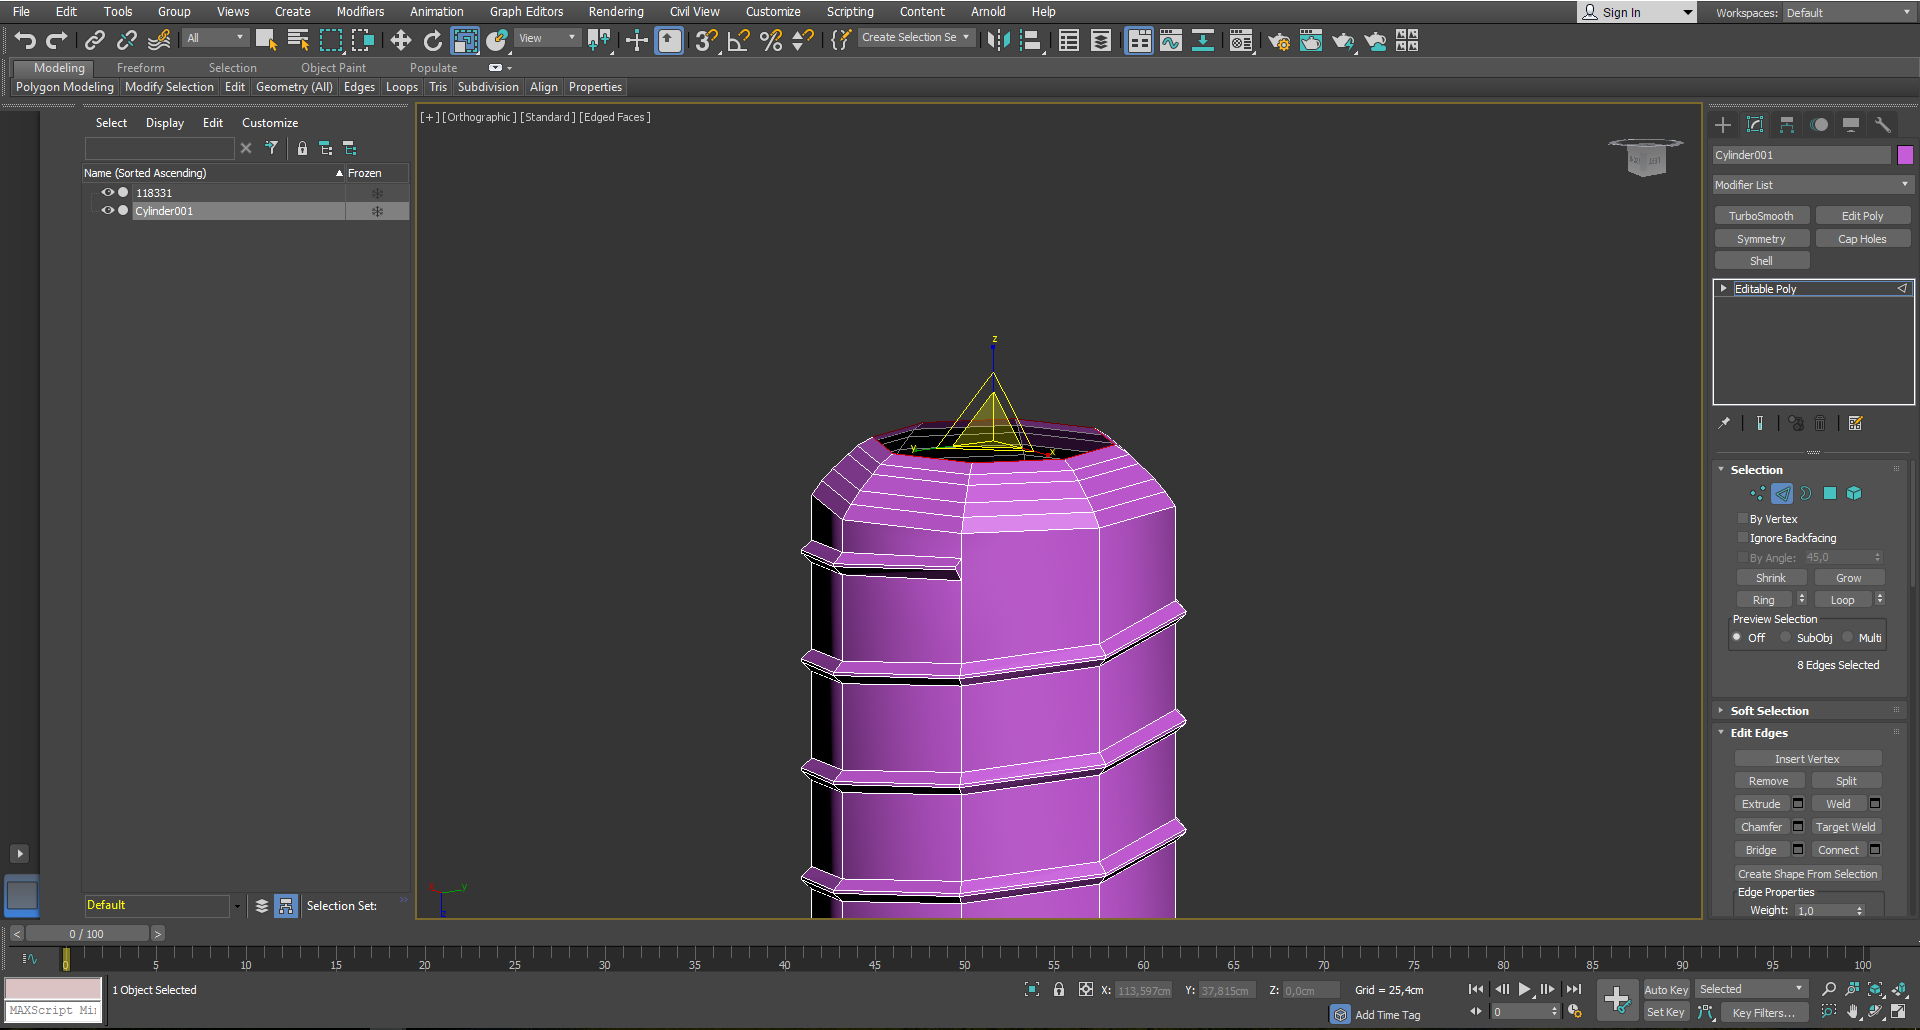 File Edit Tools Group Views Create Modifiers Animation Graph Editors Rendering Civil View Customize Scripting Content Arnold Help Sign In Workspaces: Default
All View Create Selection Se
Modeling Freeform Selection Object Paint Populate
Polygon Modeling Modify Selection Edit Geometry (All) Edges Loops Tris Subdivision Align Properties
Select Display Edit Customize
Name (Sorted Ascending) Frozen
118331
Cylinder001
[+] [Orthographic] [Standard] [Edged Faces]
z
y
x
y
z
Cylinder001
Modifier List
TurboSmooth Edit Poly
Symmetry Cap Holes
Shell
Editable Poly
Selection
By Vertex
Ignore Backfacing
By Angle: 45,0
Shrink Grow
Ring Loop
Preview Selection
Off SubObj Multi
8 Edges Selected
Soft Selection
Edit Edges
Insert Vertex
Remove Split
Extrude Weld
Chamfer Target Weld
Bridge Connect
Create Shape From Selection
Edge Properties
Weight: 1,0
Default Selection Set:
0 / 100
0 5 10 15 20 25 30 35 40 45 50 55 60 65 70 75 80 85 90 95 100
1 Object Selected X: 113,597cm Y: 37,815cm Z: 0,0cm Grid = 25,4cm Auto Key Selected
MAXScript Mi Add Time Tag 0 Set Key Key Filters...